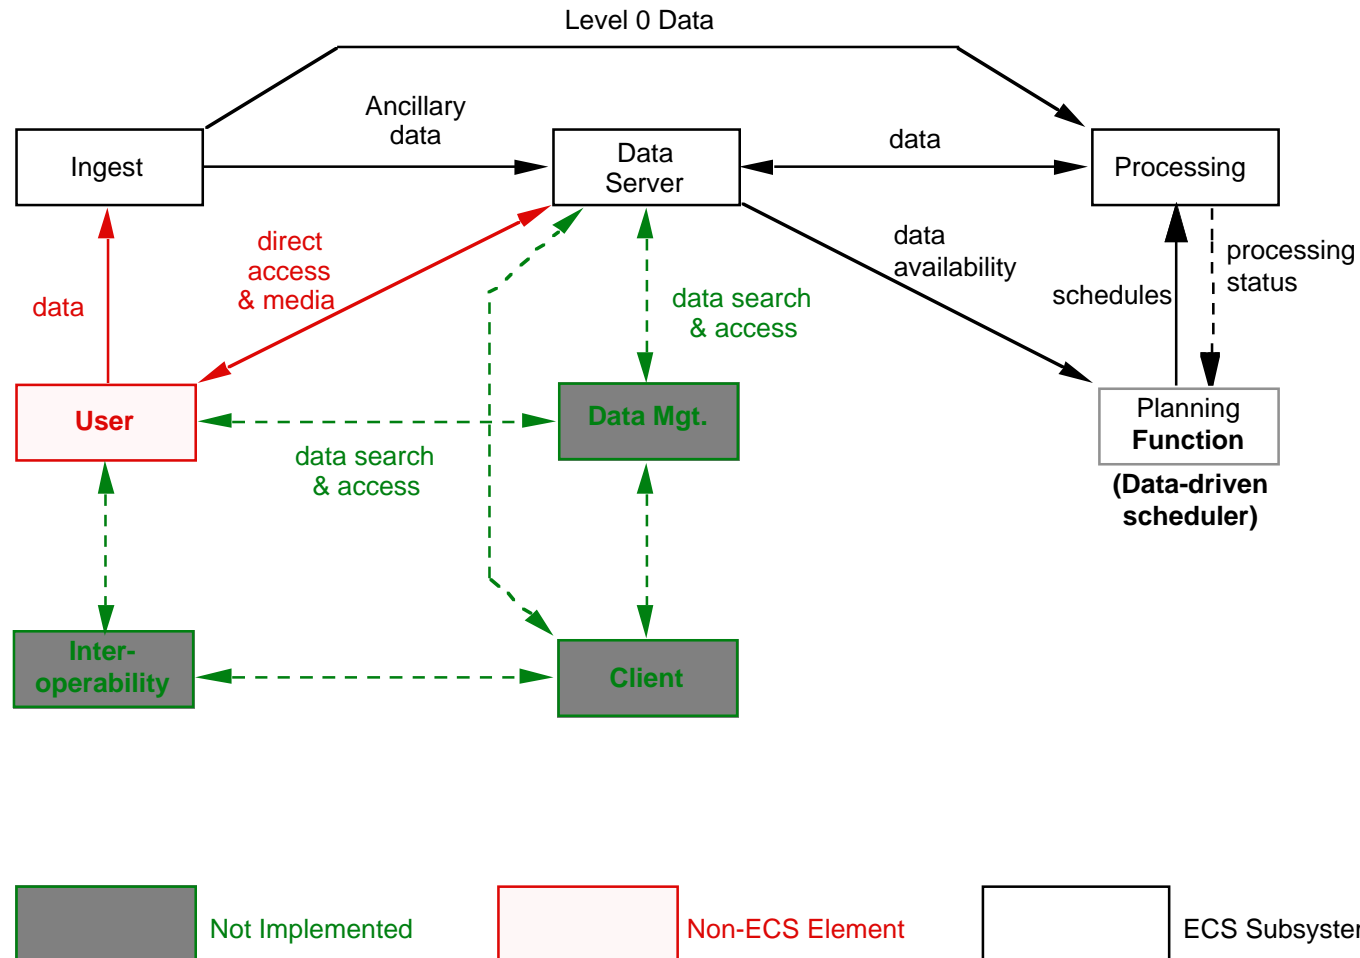 Level 0 Data
Ancillary
data
Ingest
Data
Server
data
Processing
direct
access
& media
data
data
availability
processing
status
schedules
data search
& access
User
Data Mgt.
Planning
Function
(Data-driven
scheduler)
data search
& access
Inter-
operability
Client
Not Implemented
Non-ECS Element